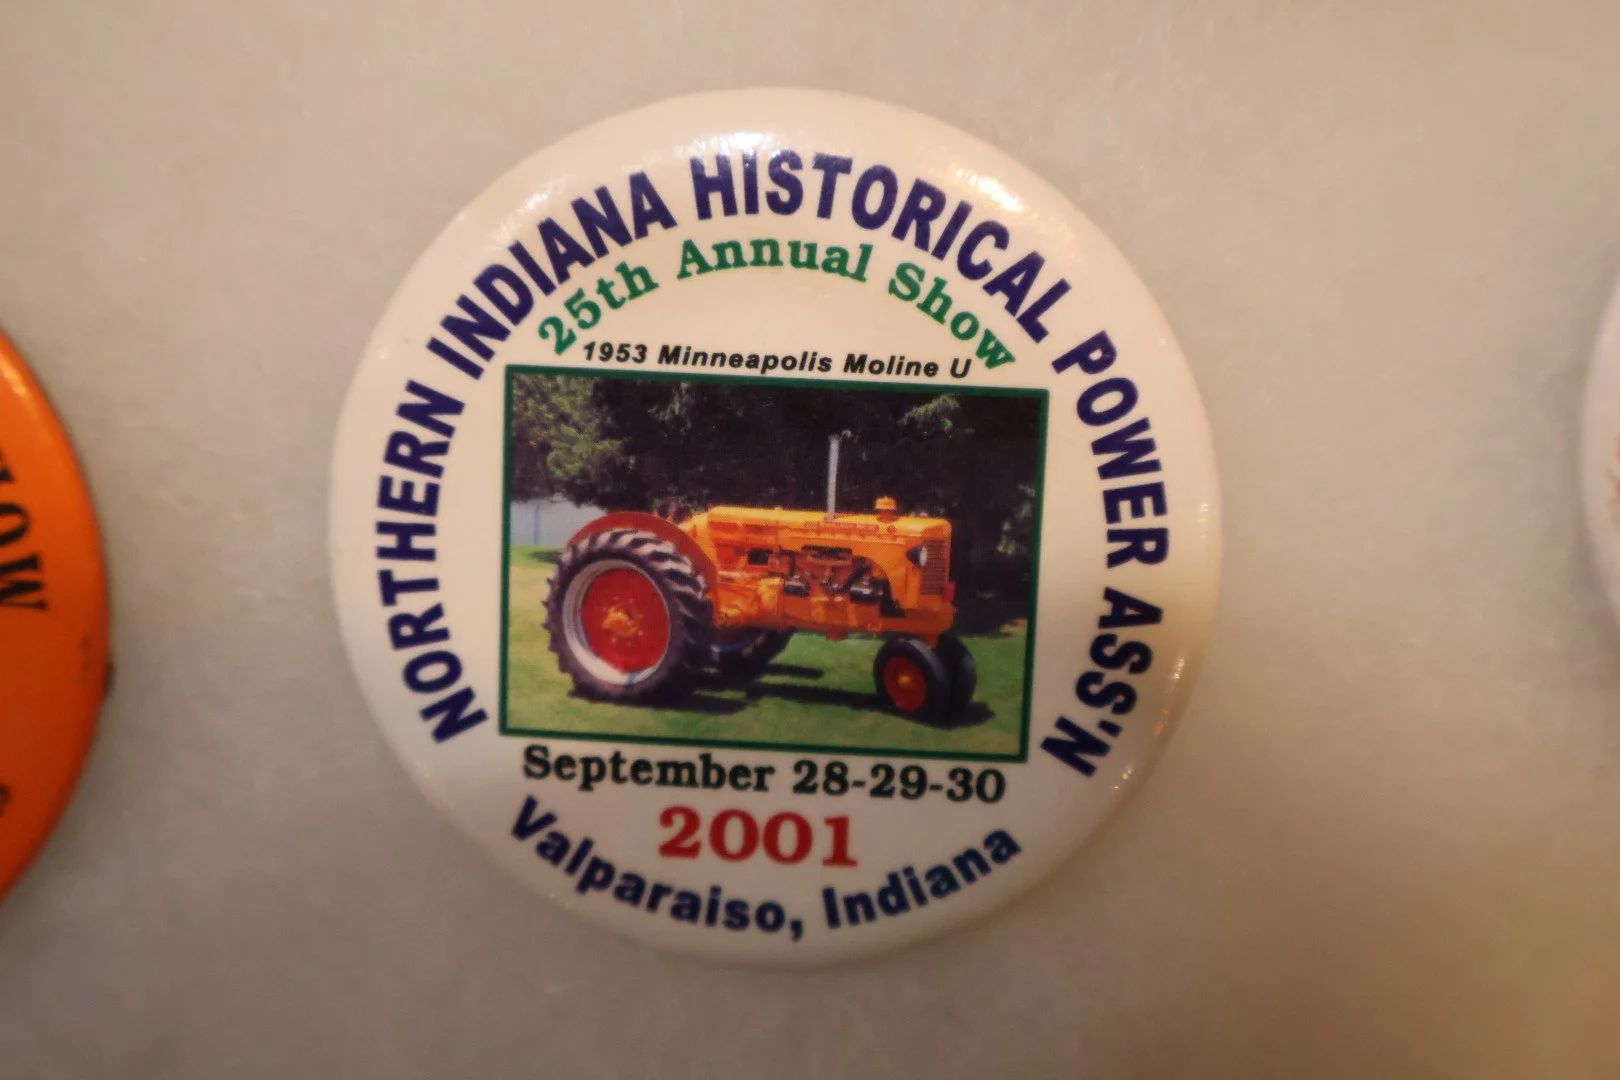 NORTHERN INDIANA HISTORICAL POWER ASS'N
25th Annual Show
1953 Minneapolis Moline U
September 28-29-30
2001
Valparaiso, Indiana